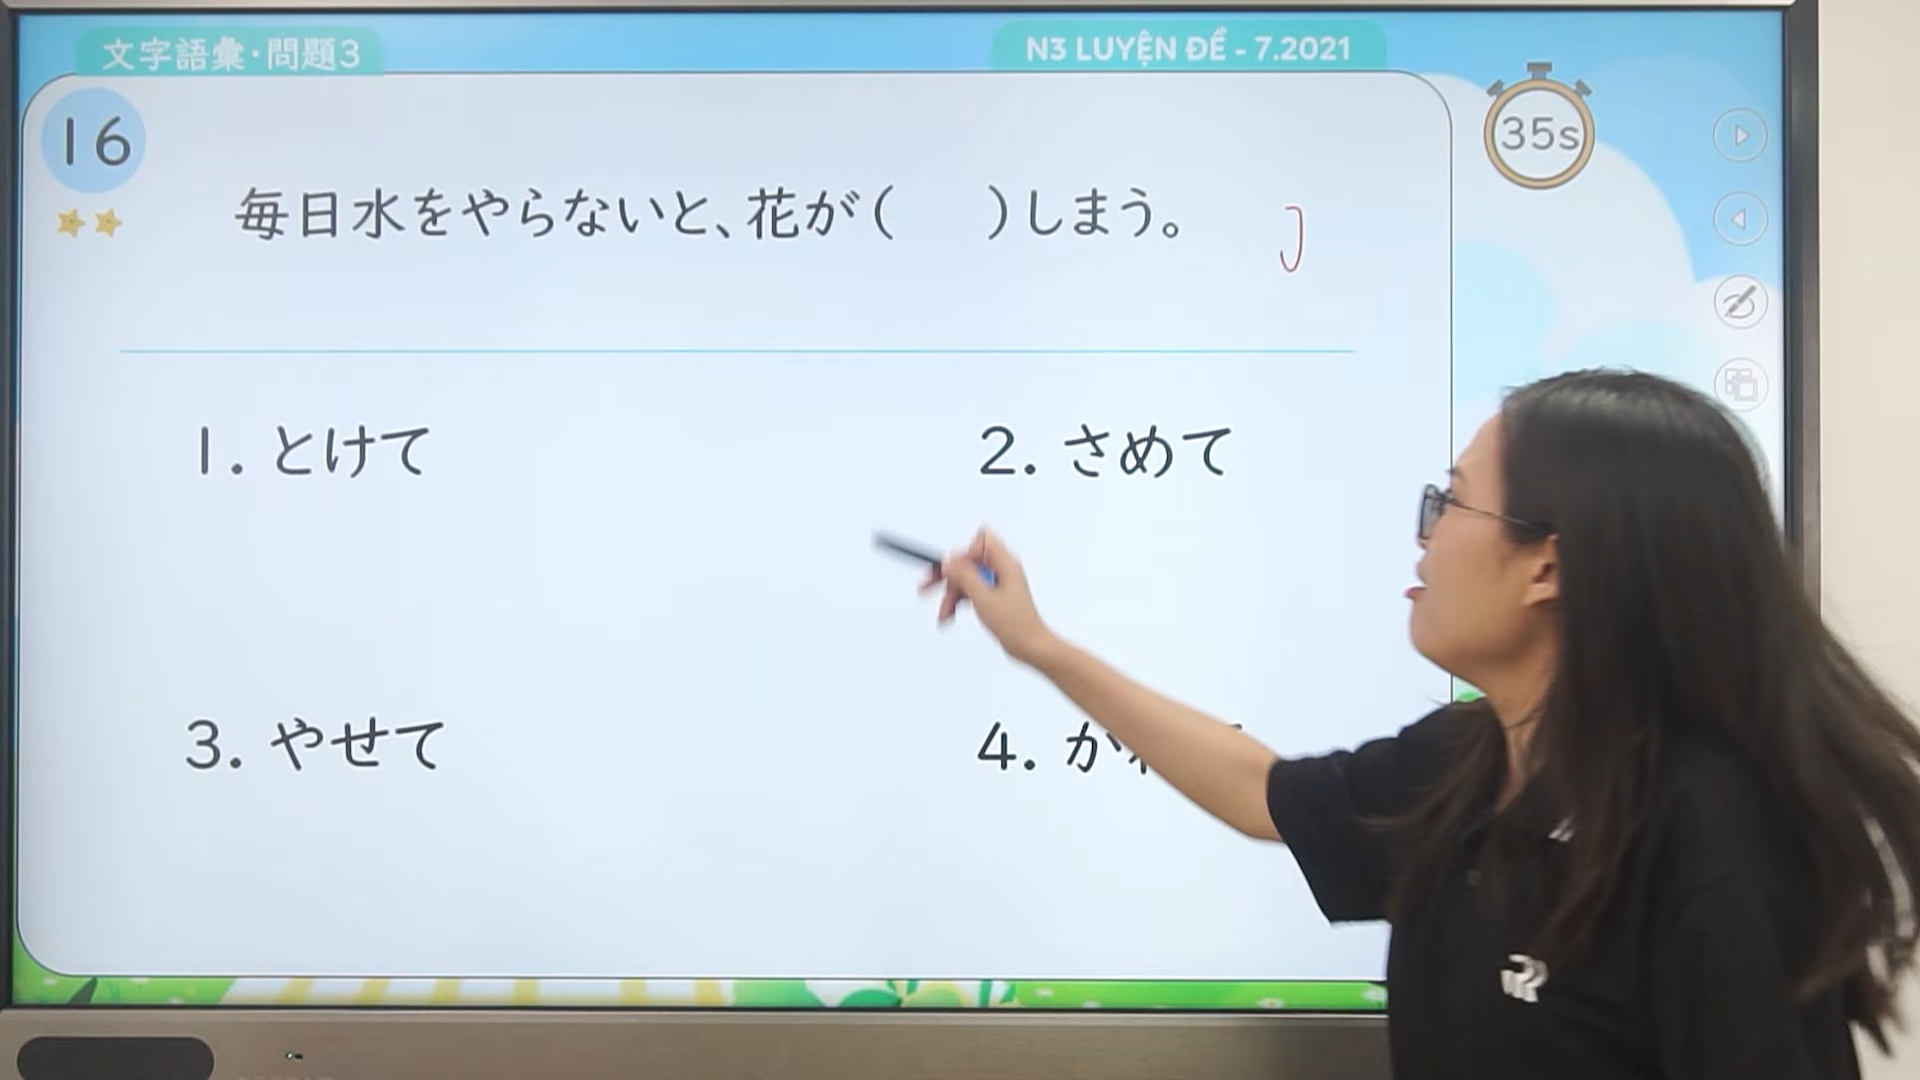 文字語彙・問題3
N3 LUYỆN ĐỀ - 7.2021
16
35s
毎日水をやらないと、花が(　　)しまう。
1. とけて
2. さめて
3. やせて
4. か